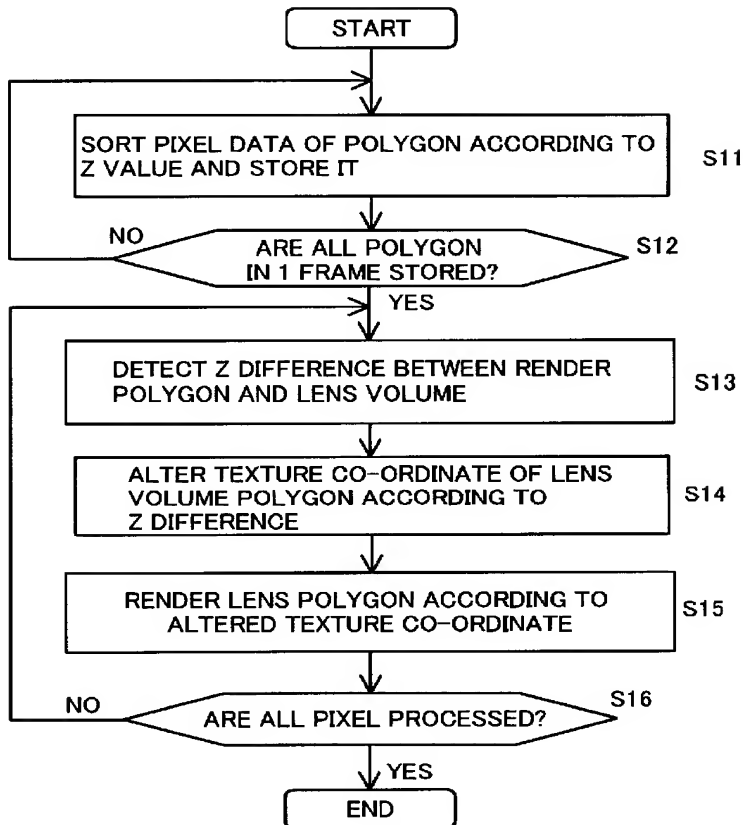 START
SORT PIXEL DATA OF POLYGON ACCORDING TO
Z VALUE AND STORE IT
S11
NO
ARE ALL POLYGON
IN 1 FRAME STORED?
S12
YES
DETECT Z DIFFERENCE BETWEEN RENDER
POLYGON AND LENS VOLUME
S13
ALTER TEXTURE CO-ORDINATE OF LENS
VOLUME POLYGON ACCORDING TO
Z DIFFERENCE
S14
RENDER LENS POLYGON ACCORDING TO
ALTERED TEXTURE CO-ORDINATE
S15
NO
ARE ALL PIXEL PROCESSED?
S16
YES
END